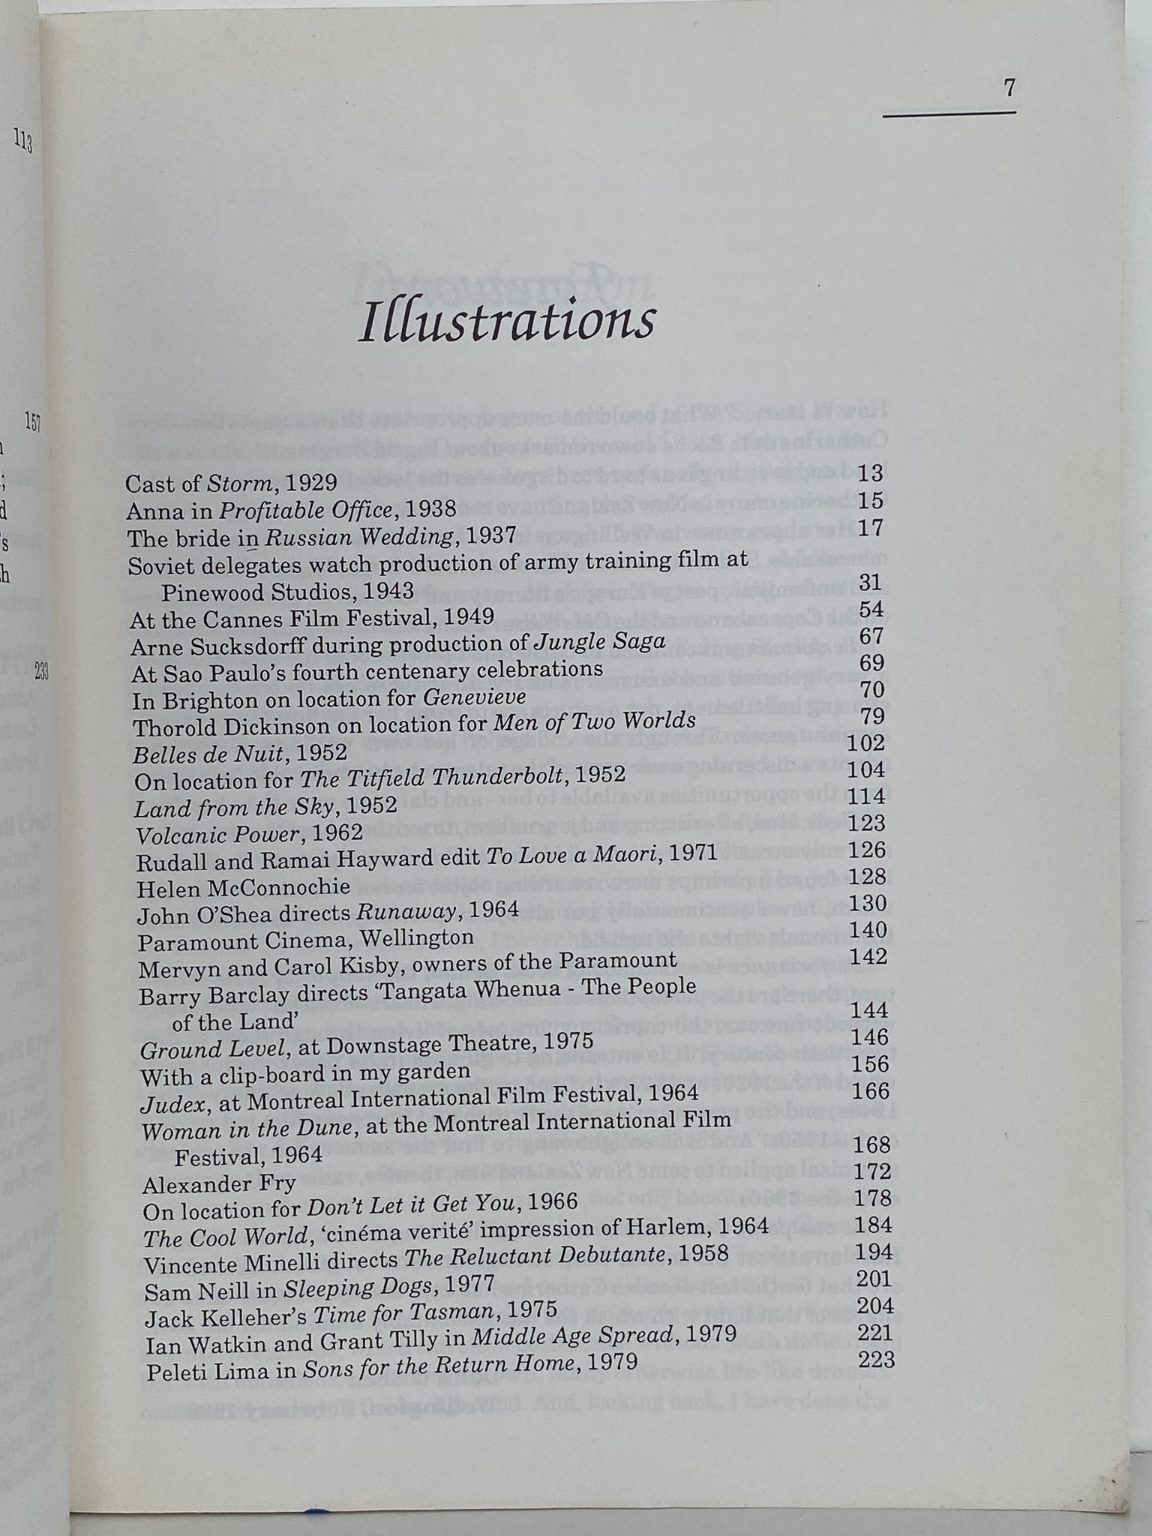 7
113
157
233
Illustrations
Cast of Storm, 1929 13
Anna in Profitable Office, 1938 15
The bride in Russian Wedding, 1937 17
Soviet delegates watch production of army training film at
Pinewood Studios, 1943 31
At the Cannes Film Festival, 1949 54
Arne Sucksdorff during production of Jungle Saga 67
At Sao Paulo's fourth centenary celebrations 69
In Brighton on location for Genevieve 70
Thorold Dickinson on location for Men of Two Worlds 79
Belles de Nuit, 1952 102
On location for The Titfield Thunderbolt, 1952 104
Land from the Sky, 1952 114
Volcanic Power, 1962 123
Rudall and Ramai Hayward edit To Love a Maori, 1971 126
Helen McConnochie 128
John O'Shea directs Runaway, 1964 130
Paramount Cinema, Wellington 140
Mervyn and Carol Kisby, owners of the Paramount 142
Barry Barclay directs 'Tangata Whenua - The People
of the Land' 144
Ground Level, at Downstage Theatre, 1975 146
With a clip-board in my garden 156
Judex, at Montreal International Film Festival, 1964 166
Woman in the Dune, at the Montreal International Film
Festival, 1964 168
Alexander Fry 172
On location for Don't Let it Get You, 1966 178
The Cool World, 'cinéma verité' impression of Harlem, 1964 184
Vincente Minelli directs The Reluctant Debutante, 1958 194
Sam Neill in Sleeping Dogs, 1977 201
Jack Kelleher's Time for Tasman, 1975 204
Ian Watkin and Grant Tilly in Middle Age Spread, 1979 221
Peleti Lima in Sons for the Return Home, 1979 223